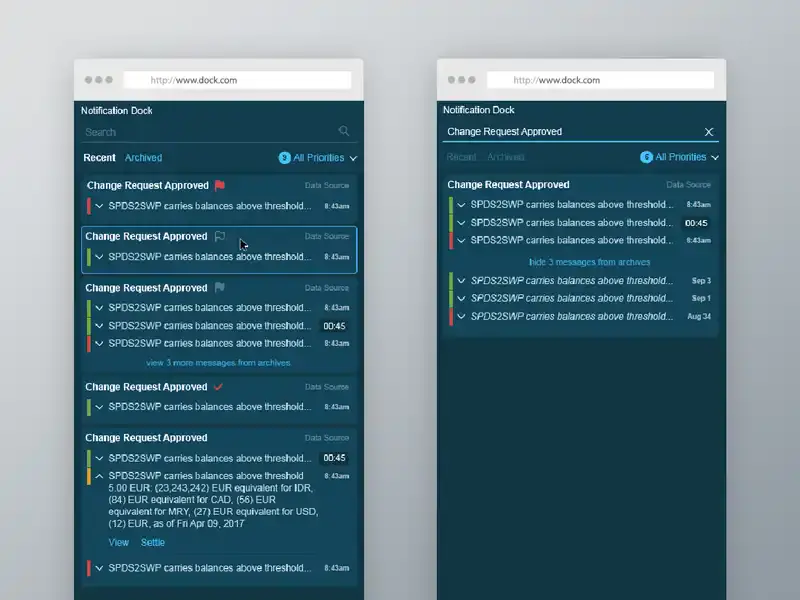 http://www.dock.com
Notification Dock
Search
Recent Archived 3 All Priorities
Change Request Approved Data Source
SPDS2SWP carries balances above threshold... 8:43am
Change Request Approved Data Source
SPDS2SWP carries balances above threshold... 8:43am
Change Request Approved Data Source
SPDS2SWP carries balances above threshold... 8:43am
SPDS2SWP carries balances above threshold... 00:45
SPDS2SWP carries balances above threshold... 8:43am
view 3 more messages from archives
Change Request Approved Data Source
SPDS2SWP carries balances above threshold... 8:43am
Change Request Approved Data Source
SPDS2SWP carries balances above threshold... 00:45
SPDS2SWP carries balances above threshold 8:43am
5.00 EUR: (23,243,242) EUR equivalent for IDR,
(84) EUR equivalent for CAD, (56) EUR
equivalent for MRY, (27) EUR equivalent for USD,
(12) EUR, as of Fri Apr 09, 2017
View Settle
SPDS2SWP carries balances above threshold... 8:43am
http://www.dock.com
Notification Dock
Change Request Approved
Recent Archived 6 All Priorities
Change Request Approved Data Source
SPDS2SWP carries balances above threshold... 8:43am
SPDS2SWP carries balances above threshold... 00:45
SPDS2SWP carries balances above threshold... 8:43am
hide 3 messages from archives
SPDS2SWP carries balances above threshold... Sep 3
SPDS2SWP carries balances above threshold... Sep 1
SPDS2SWP carries balances above threshold... Aug 34